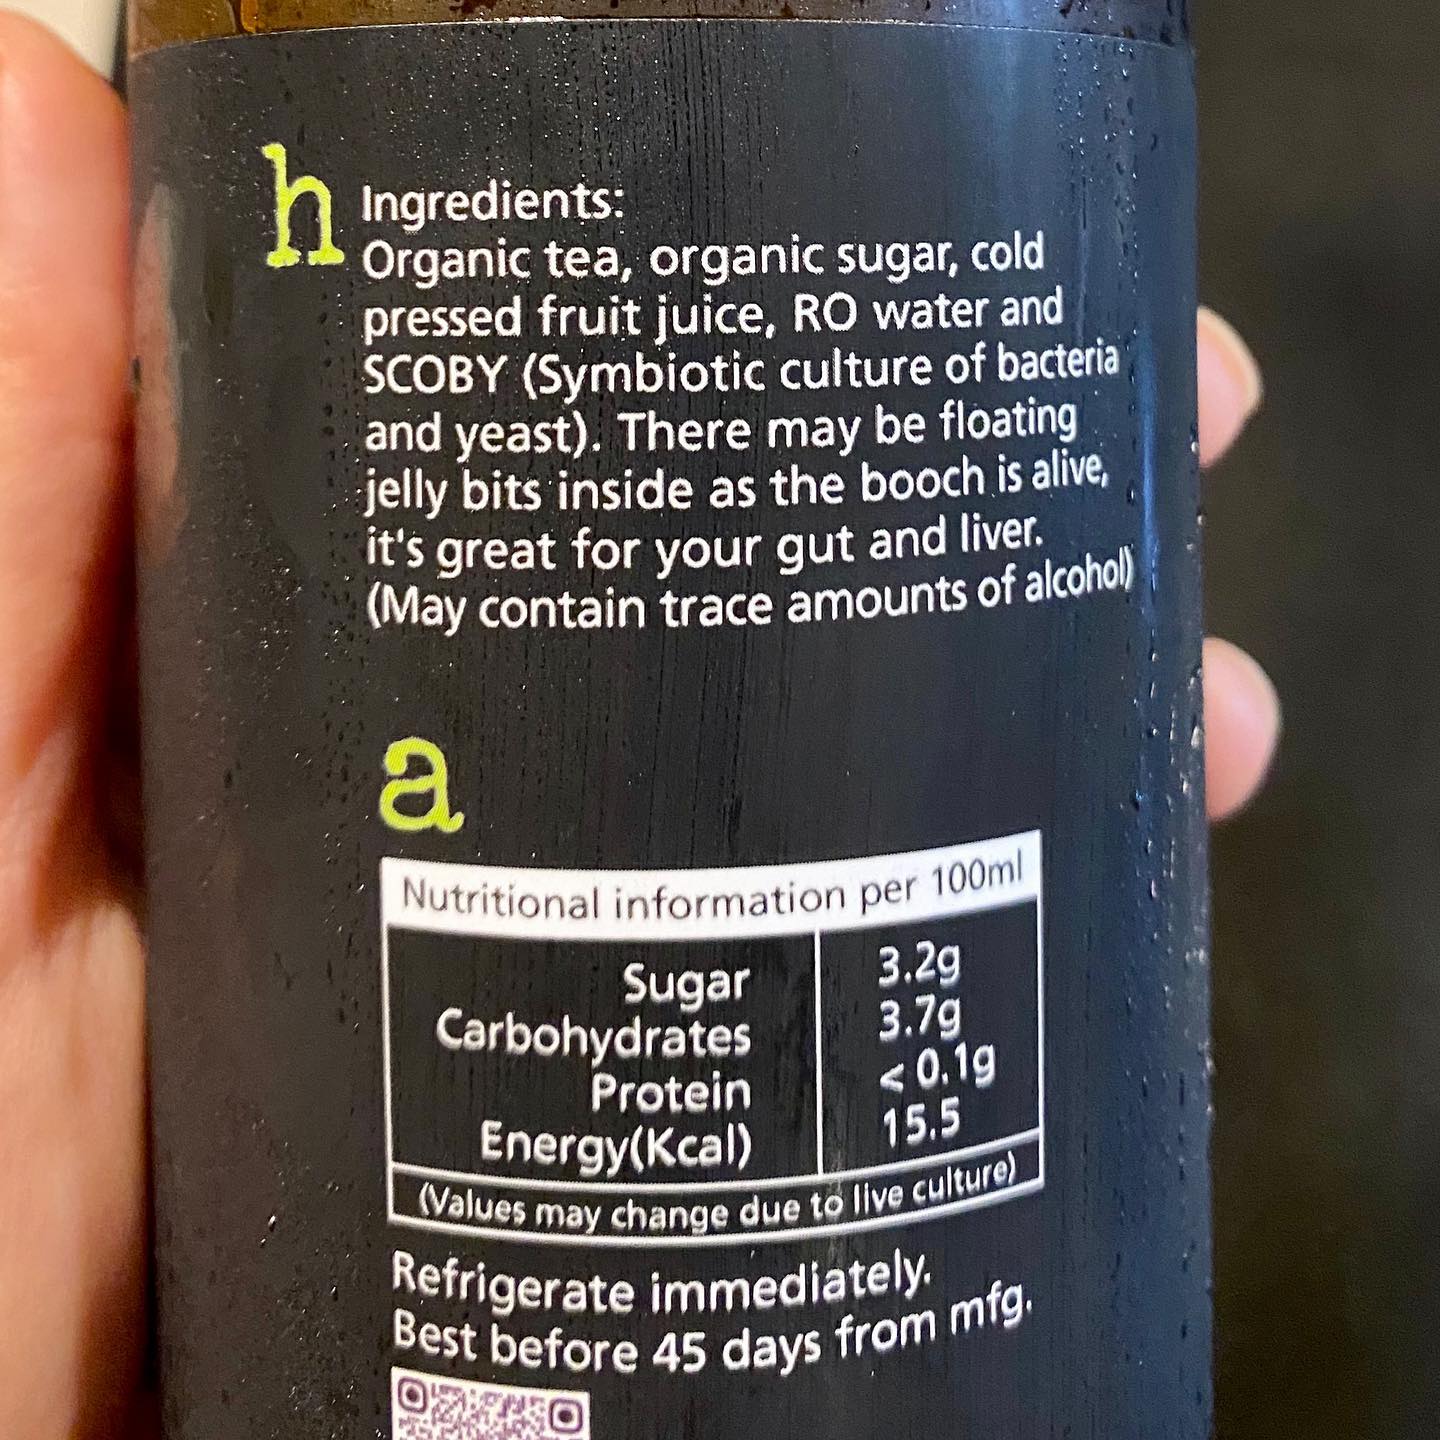 h
Ingredients:
Organic tea, organic sugar, cold
pressed fruit juice, RO water and
SCOBY (Symbiotic culture of bacteria
and yeast). There may be floating
jelly bits inside as the booch is alive,
it's great for your gut and liver.
(May contain trace amounts of alcohol)
a
Nutritional information per 100ml
Sugar 3.2g
Carbohydrates 3.7g
Protein < 0.1g
Energy(Kcal) 15.5
(Values may change due to live culture)
Refrigerate immediately.
Best before 45 days from mfg.